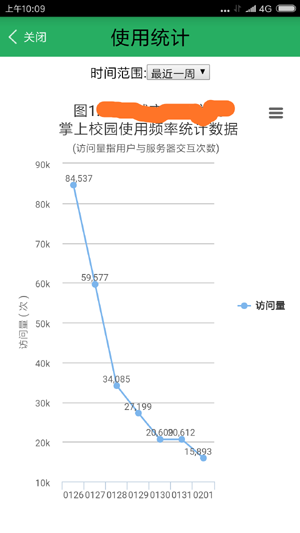 上午10:09 ... 4G
关闭 使用统计
时间范围: 最近一周
图1
掌上校园使用频率统计数据
(访问量指用户与服务器交互次数)
90k
84,537
80k
70k
60k
59,577
50k
访问量 (次)
访问量
40k
34,085
30k
27,199
20,609 20,612
20k
15,893
10k
0126 0127 0128 0129 0130 0131 0201